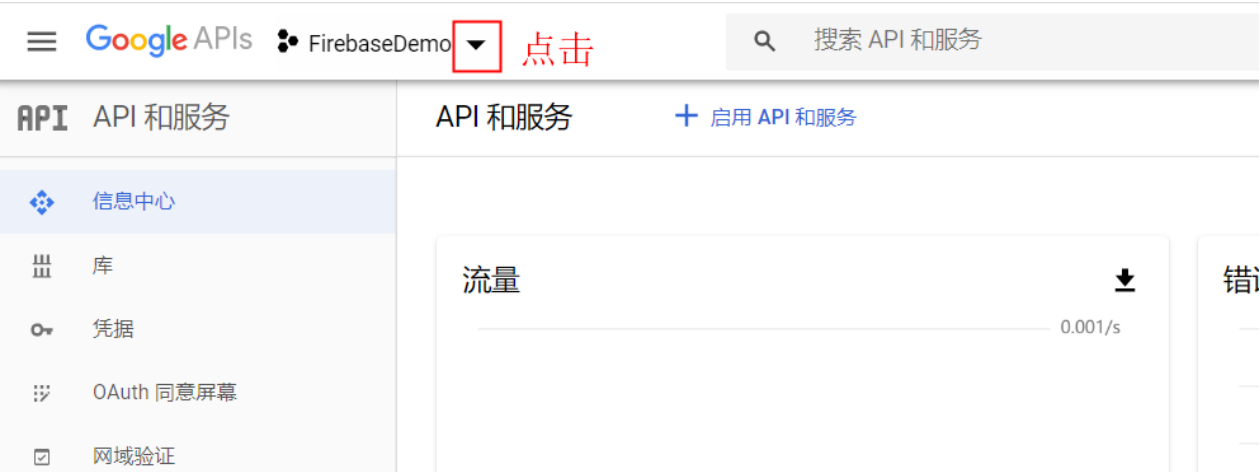 Google APIs FirebaseDemo 点击 搜索 API 和服务
API API 和服务
API 和服务 启用 API 和服务
信息中心
库
凭据
OAuth 同意屏幕
网域验证
流量
0.001/s